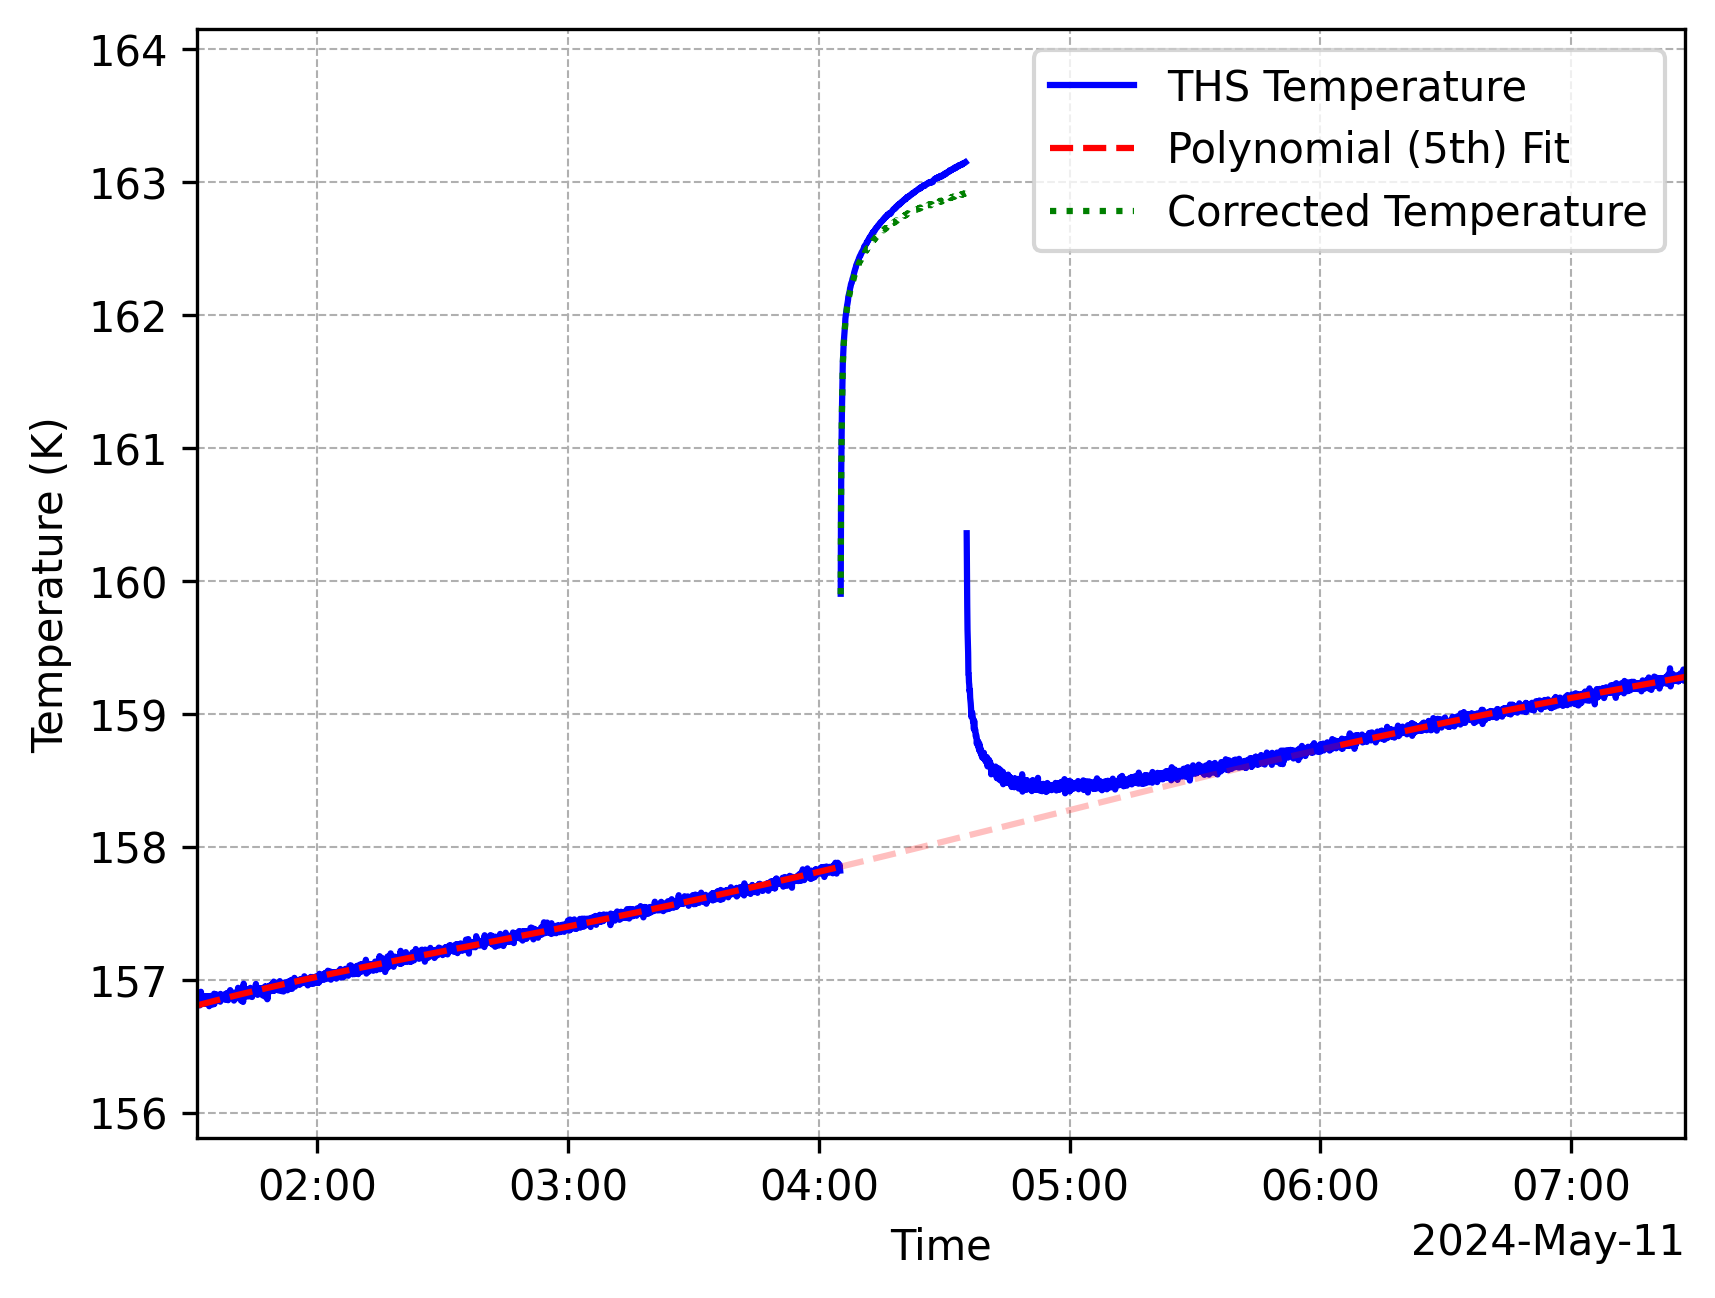 164
163
162
161
160
159
158
157
156
Temperature (K)
THS Temperature
Polynomial (5th) Fit
Corrected Temperature
02:00 03:00 04:00 05:00 06:00 07:00
Time
2024-May-11